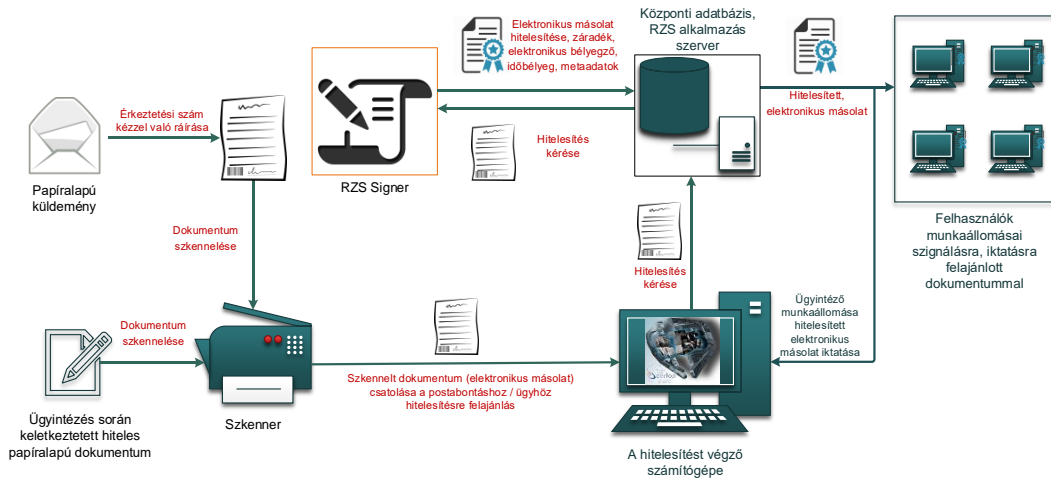 Elektronikus másolat
hitelesítése, záradék,
elektronikus bélyegző,
időbélyeg, metaadatok
Központi adatbázis,
RZS alkalmazás
szerver
Érkeztetési szám
kézzel való ráírása
Hitelesített,
elektronikus másolat
Hitelesítés
kérése
Papíralapú
küldemény
RZS Signer
Felhasználók
munkaállomásai
szignálásra, iktatásra
felajánlott
dokumentummal
Dokumentum
szkennelése
Hitelesítés
kérése
Ügyintéző
munkaállomása
hitelesített
elektronikus
másolat iktatása
Dokumentum
szkennelése
Szkennelt dokumentum (elektronikus másolat)
csatolása a postabontáshoz / ügyhöz
hitelesítésre felajánlás
Ügyintézés során
keletkeztetett hiteles
papíralapú dokumentum
Szkenner
A hitelesítést végző
számítógépe